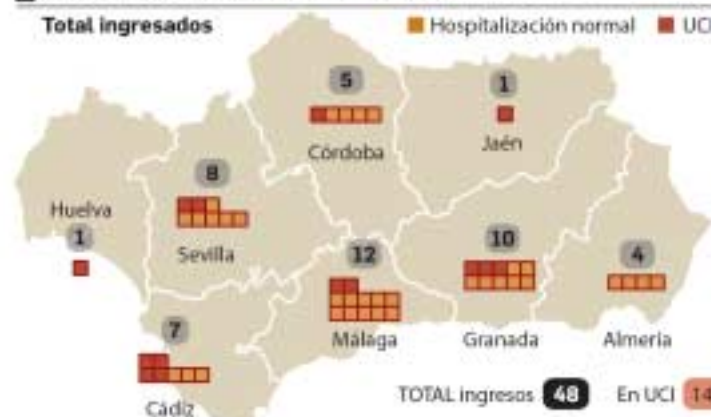 Total ingresados
Hospitalización normal
UCI
5
Córdoba
1
Jaén
8
Sevilla
Huelva
1
12
Málaga
10
Granada
4
Almería
7
Cádiz
TOTAL ingresos 48 En UCI 14